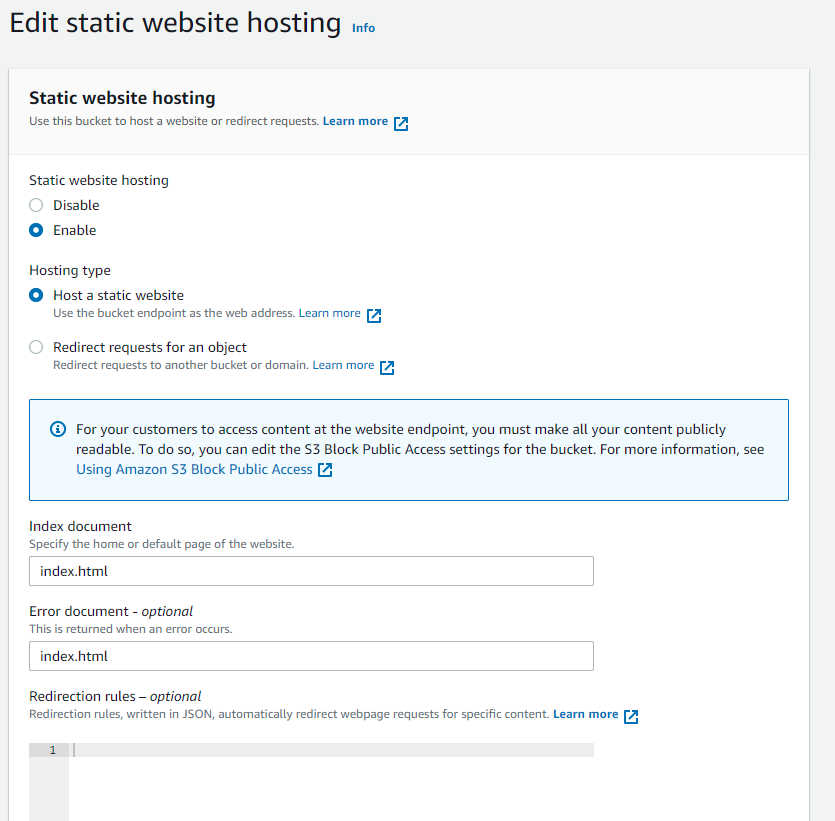 Edit static website hosting Info
Static website hosting
Use this bucket to host a website or redirect requests. Learn more
Static website hosting
Disable
Enable
Hosting type
Host a static website
Use the bucket endpoint as the web address. Learn more
Redirect requests for an object
Redirect requests to another bucket or domain. Learn more
For your customers to access content at the website endpoint, you must make all your content publicly
readable. To do so, you can edit the S3 Block Public Access settings for the bucket. For more information, see
Using Amazon S3 Block Public Access
Index document
Specify the home or default page of the website.
index.html
Error document - optional
This is returned when an error occurs.
index.html
Redirection rules – optional
Redirection rules, written in JSON, automatically redirect webpage requests for specific content. Learn more
1